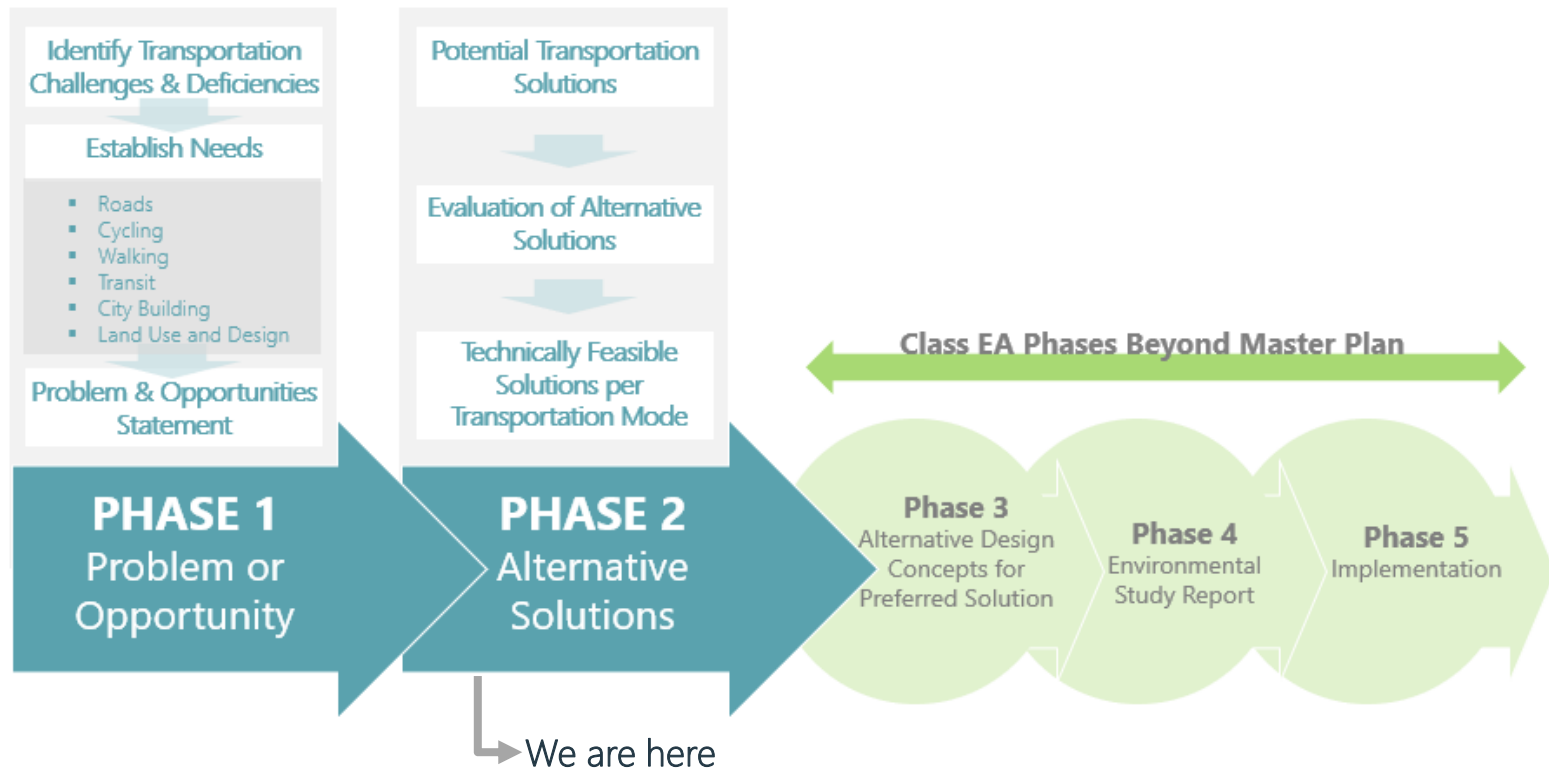 Identify Transportation
Challenges & Deficiencies
Establish Needs
▪ Roads
▪ Cycling
▪ Walking
▪ Transit
▪ City Building
▪ Land Use and Design
Problem & Opportunities
Statement
PHASE 1
Problem or
Opportunity
Potential Transportation
Solutions
Evaluation of Alternative
Solutions
Technically Feasible
Solutions per
Transportation Mode
PHASE 2
Alternative
Solutions
We are here
Class EA Phases Beyond Master Plan
Phase 3
Alternative Design
Concepts for
Preferred Solution
Phase 4
Environmental
Study Report
Phase 5
Implementation